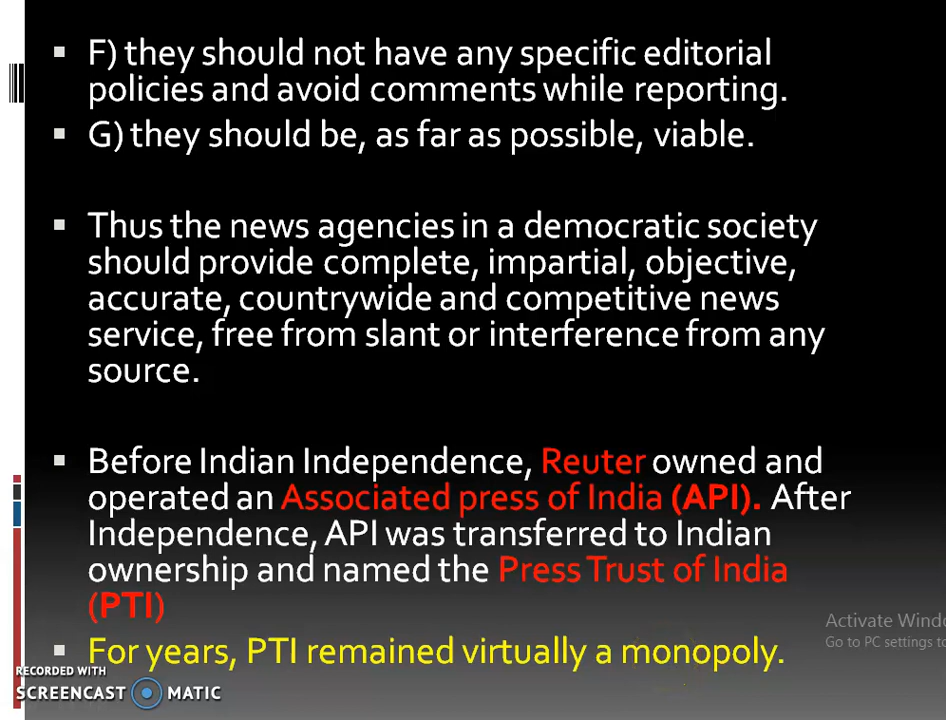 ▪ F) they should not have any specific editorial
policies and avoid comments while reporting.
▪ G) they should be, as far as possible, viable.
▪ Thus the news agencies in a democratic society
should provide complete, impartial, objective,
accurate, countrywide and competitive news
service, free from slant or interference from any
source.
▪ Before Indian Independence, Reuter owned and
operated an Associated press of India (API). After
Independence, API was transferred to Indian
ownership and named the Press Trust of India
(PTI)
▪ For years, PTI remained virtually a monopoly.
Activate Windo
Go to PC settings to
RECORDED WITH
SCREENCAST MATIC